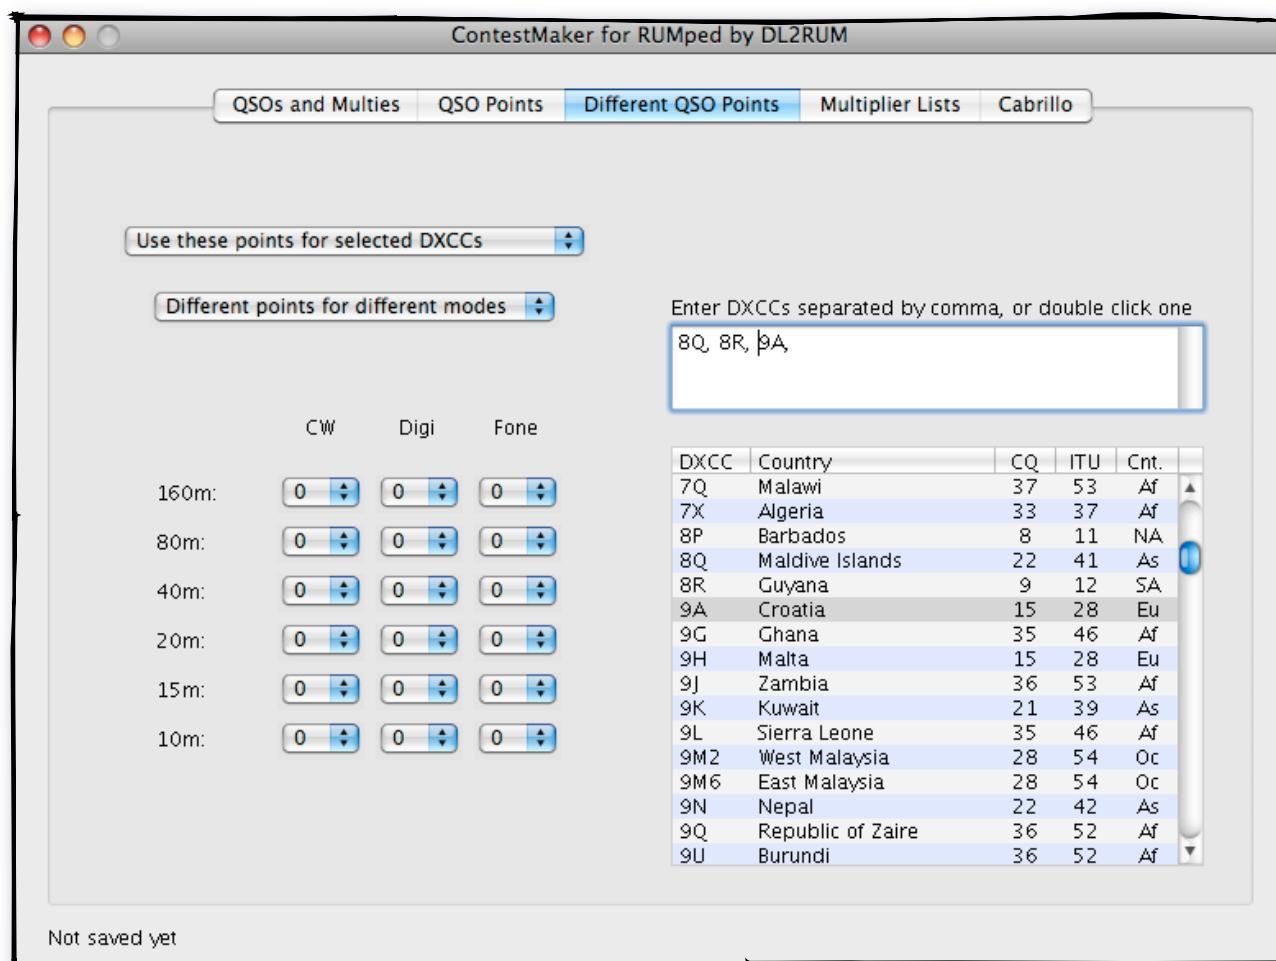 ContestMaker for RUMped by DL2RUM
QSOs and Multies QSO Points Different QSO Points Multiplier Lists Cabrillo
Use these points for selected DXCCs
Different points for different modes
Enter DXCCs separated by comma, or double click one
8Q, 8R, 9A,
CW Digi Fone
160m: 0 0 0
80m: 0 0 0
40m: 0 0 0
20m: 0 0 0
15m: 0 0 0
10m: 0 0 0
DXCC Country CQ ITU Cnt.
7Q Malawi 37 53 Af
7X Algeria 33 37 Af
8P Barbados 8 11 NA
8Q Maldive Islands 22 41 As
8R Guyana 9 12 SA
9A Croatia 15 28 Eu
9G Ghana 35 46 Af
9H Malta 15 28 Eu
9J Zambia 36 53 Af
9K Kuwait 21 39 As
9L Sierra Leone 35 46 Af
9M2 West Malaysia 28 54 Oc
9M6 East Malaysia 28 54 Oc
9N Nepal 22 42 As
9Q Republic of Zaire 36 52 Af
9U Burundi 36 52 Af
Not saved yet